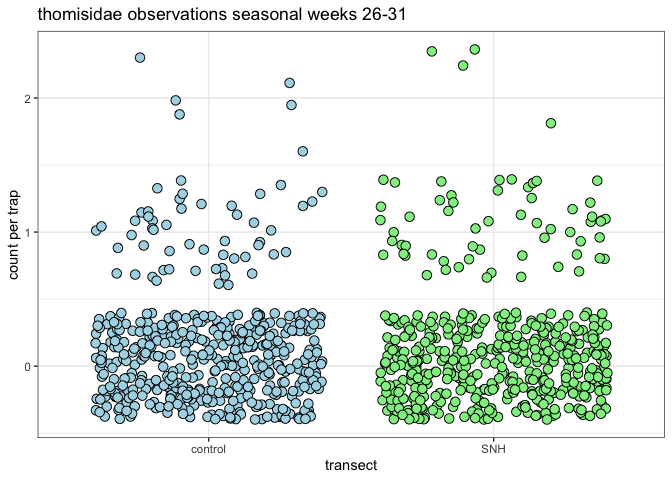 thomisidae observations seasonal weeks 26-31
2
1
0
count per trap
control
SNH
transect